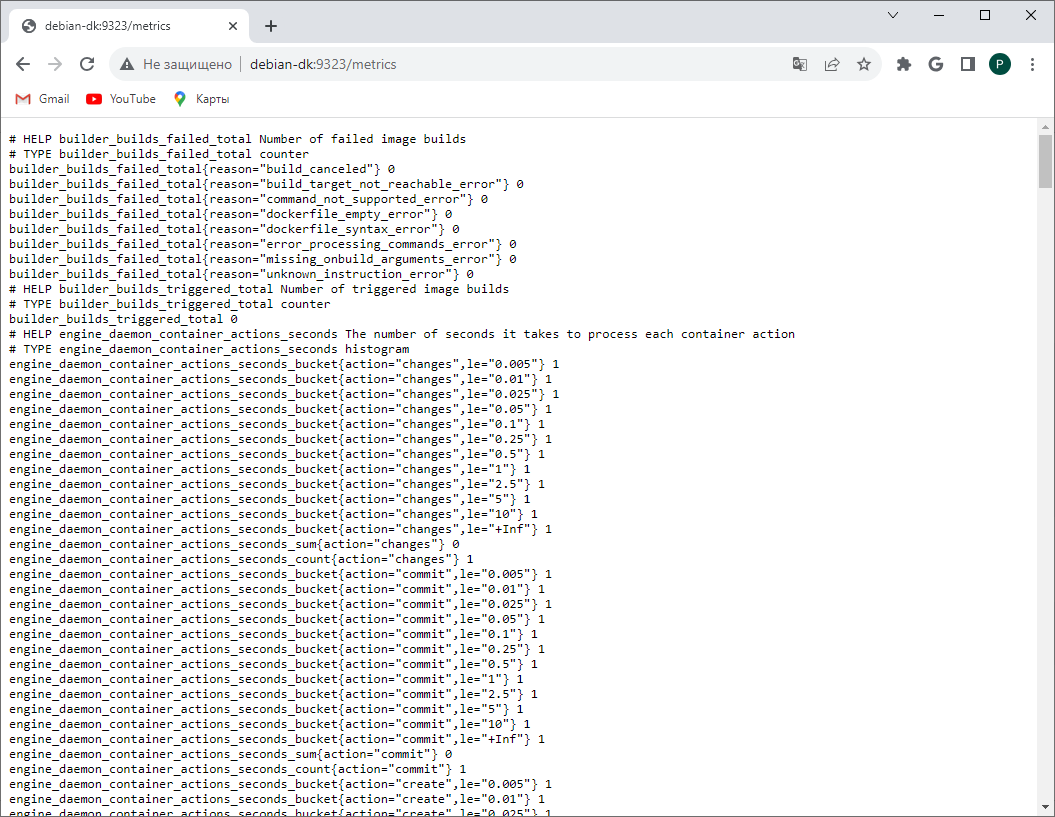 debian-dk:9323/metrics
Не защищено debian-dk:9323/metrics
P
Gmail YouTube Карты
# HELP builder_builds_failed_total Number of failed image builds
# TYPE builder_builds_failed_total counter
builder_builds_failed_total{reason="build_canceled"} 0
builder_builds_failed_total{reason="build_target_not_reachable_error"} 0
builder_builds_failed_total{reason="command_not_supported_error"} 0
builder_builds_failed_total{reason="dockerfile_empty_error"} 0
builder_builds_failed_total{reason="dockerfile_syntax_error"} 0
builder_builds_failed_total{reason="error_processing_commands_error"} 0
builder_builds_failed_total{reason="missing_onbuild_arguments_error"} 0
builder_builds_failed_total{reason="unknown_instruction_error"} 0
# HELP builder_builds_triggered_total Number of triggered image builds
# TYPE builder_builds_triggered_total counter
builder_builds_triggered_total 0
# HELP engine_daemon_container_actions_seconds The number of seconds it takes to process each container action
# TYPE engine_daemon_container_actions_seconds histogram
engine_daemon_container_actions_seconds_bucket{action="changes",le="0.005"} 1
engine_daemon_container_actions_seconds_bucket{action="changes",le="0.01"} 1
engine_daemon_container_actions_seconds_bucket{action="changes",le="0.025"} 1
engine_daemon_container_actions_seconds_bucket{action="changes",le="0.05"} 1
engine_daemon_container_actions_seconds_bucket{action="changes",le="0.1"} 1
engine_daemon_container_actions_seconds_bucket{action="changes",le="0.25"} 1
engine_daemon_container_actions_seconds_bucket{action="changes",le="0.5"} 1
engine_daemon_container_actions_seconds_bucket{action="changes",le="1"} 1
engine_daemon_container_actions_seconds_bucket{action="changes",le="2.5"} 1
engine_daemon_container_actions_seconds_bucket{action="changes",le="5"} 1
engine_daemon_container_actions_seconds_bucket{action="changes",le="10"} 1
engine_daemon_container_actions_seconds_bucket{action="changes",le="+Inf"} 1
engine_daemon_container_actions_seconds_sum{action="changes"} 0
engine_daemon_container_actions_seconds_count{action="changes"} 1
engine_daemon_container_actions_seconds_bucket{action="commit",le="0.005"} 1
engine_daemon_container_actions_seconds_bucket{action="commit",le="0.01"} 1
engine_daemon_container_actions_seconds_bucket{action="commit",le="0.025"} 1
engine_daemon_container_actions_seconds_bucket{action="commit",le="0.05"} 1
engine_daemon_container_actions_seconds_bucket{action="commit",le="0.1"} 1
engine_daemon_container_actions_seconds_bucket{action="commit",le="0.25"} 1
engine_daemon_container_actions_seconds_bucket{action="commit",le="0.5"} 1
engine_daemon_container_actions_seconds_bucket{action="commit",le="1"} 1
engine_daemon_container_actions_seconds_bucket{action="commit",le="2.5"} 1
engine_daemon_container_actions_seconds_bucket{action="commit",le="5"} 1
engine_daemon_container_actions_seconds_bucket{action="commit",le="10"} 1
engine_daemon_container_actions_seconds_bucket{action="commit",le="+Inf"} 1
engine_daemon_container_actions_seconds_sum{action="commit"} 0
engine_daemon_container_actions_seconds_count{action="commit"} 1
engine_daemon_container_actions_seconds_bucket{action="create",le="0.005"} 1
engine_daemon_container_actions_seconds_bucket{action="create",le="0.01"} 1
engine_daemon_container_actions_seconds_bucket{action="create",le="0.025"} 1